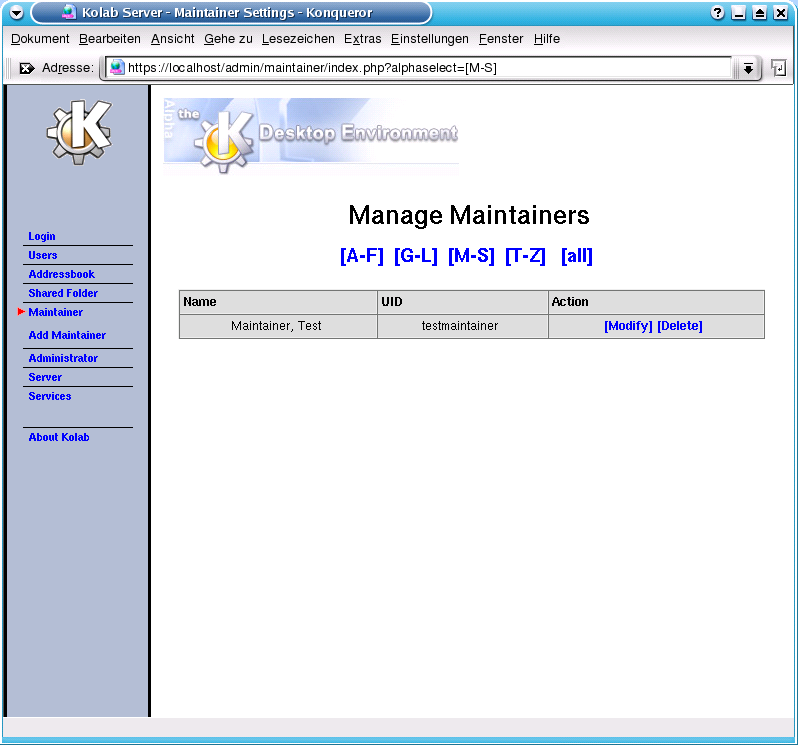 Kolab Server - Maintainer Settings - Konqueror
Dokument Bearbeiten Ansicht Gehe zu Lesezeichen Extras Einstellungen Fenster Hilfe
Adresse: https://localhost/admin/maintainer/index.php?alphaselect=[M-S]
Alpha
the
K Desktop Environment
Login
Users
Addressbook
Shared Folder
Maintainer
Add Maintainer
Administrator
Server
Services
About Kolab
Manage Maintainers
[A-F] [G-L] [M-S] [T-Z] [all]
Name UID Action
Maintainer, Test testmaintainer [Modify] [Delete]